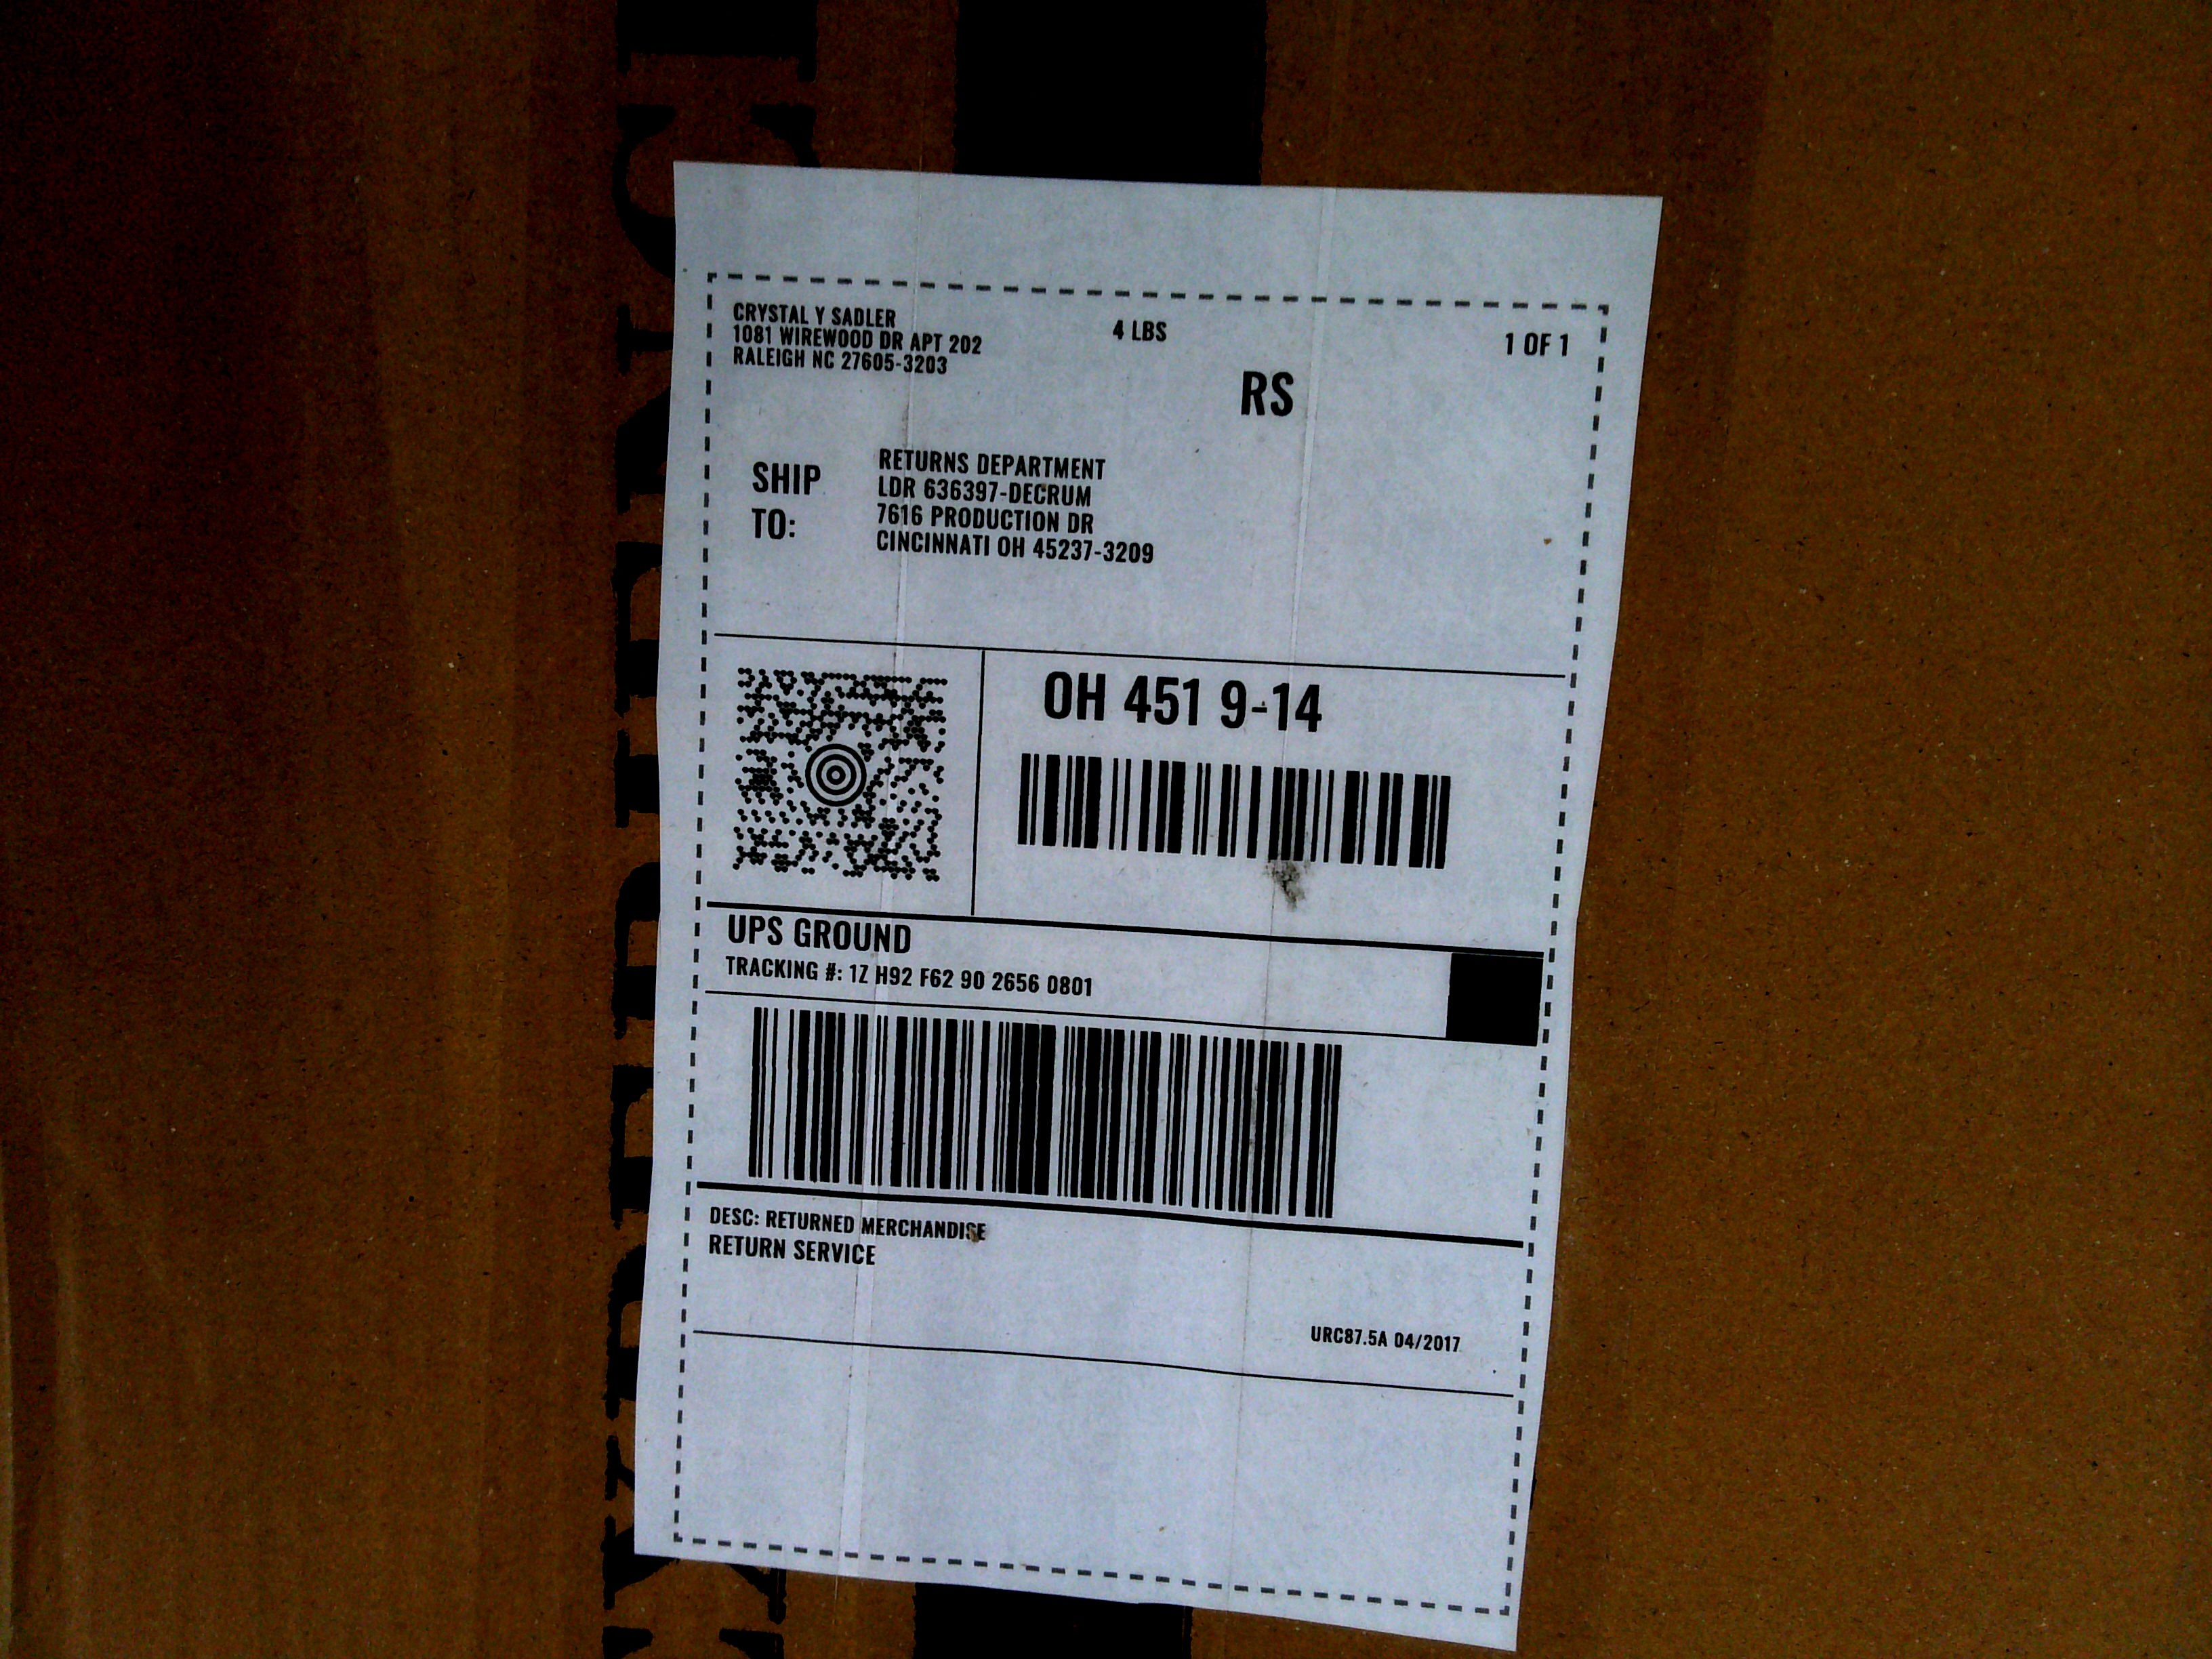 CRYSTAL Y SADLER
1081 WIREWOOD DR APT 202
RALEIGH NC 27605-3203
4 LBS
1 OF 1
RS
SHIP
TO:
RETURNS DEPARTMENT
LDR 636397-DECRUM
7616 PRODUCTION DR
CINCINNATI OH 45237-3209
OH 451 9-14
UPS GROUND
TRACKING #: 1Z H92 F62 90 2656 0801
DESC: RETURNED MERCHANDISE
RETURN SERVICE
URC87.5A 04/2017